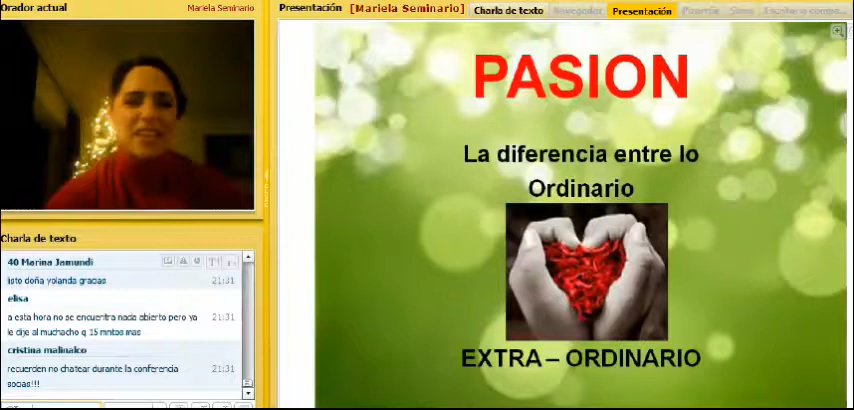 Orador actual
Mariela Seminario
Presentación
[Mariela Seminario]
Charla de texto
Navegador
Presentación
Pizarrón
PASION
La diferencia entre lo
Ordinario
EXTRA – ORDINARIO
Charla de texto
40 Marina Jamundi
listo doña yolanda gracias 21:31
elisa
a esta hora no se encuentra nada abierto pero ya 21:31
le dije al muchacho q 15 mntos mas
cristina malinalco
recuerden no chatear durante la conferencia 21:31
socias!!!